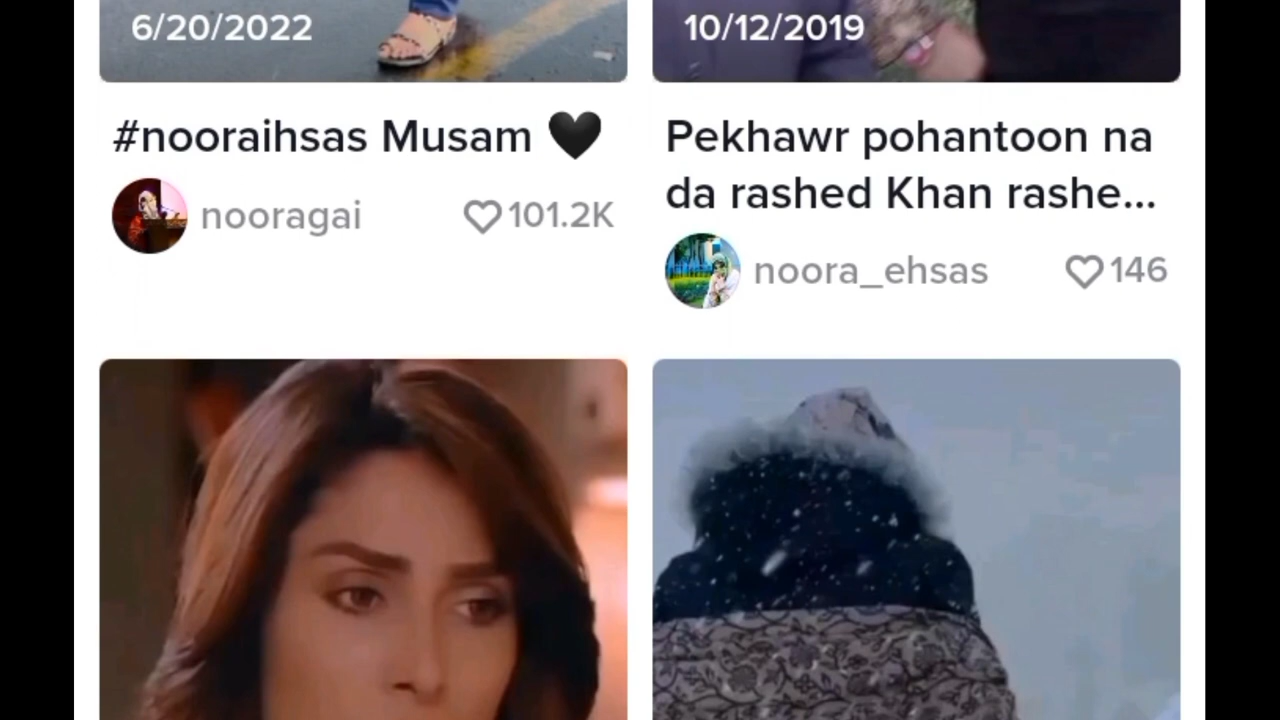 6/20/2022
#nooraihsas Musam 🖤
nooragai 101.2K
10/12/2019
Pekhawr pohantoon na
da rashed Khan rashe...
noora_ehsas 146